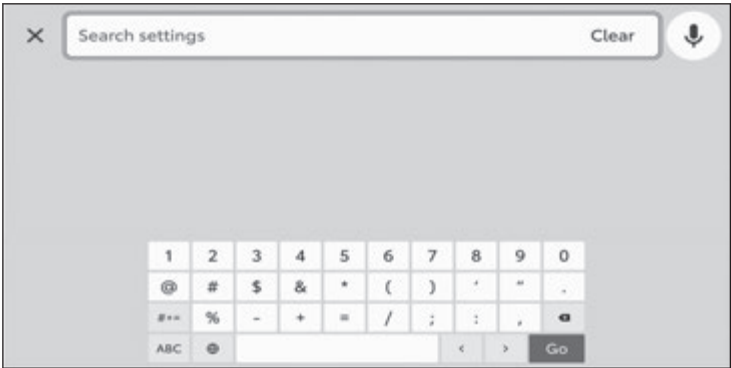 Search settings Clear
1 2 3 4 5 6 7 8 9 0
@ # $ & * ( ) ' " .
#+= % - + = / ; : ,
ABC < > Go